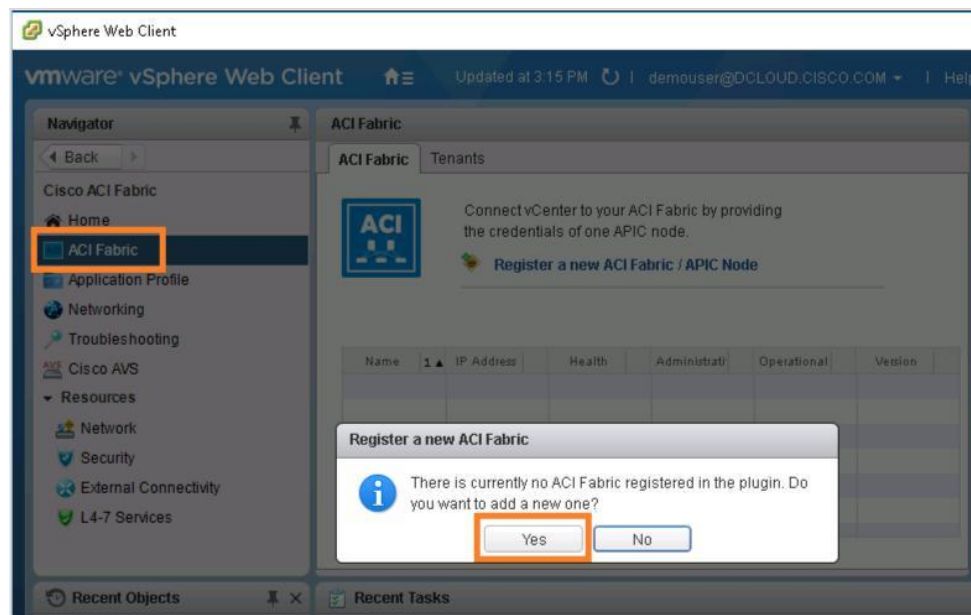 vSphere Web Client
vmware® vSphere Web Client Updated at 3:15 PM | demouser@DCLOUD.CISCO.COM | Help
Navigator
Back
Cisco ACI Fabric
Home
ACI Fabric
Application Profile
Networking
Troubleshooting
AVS Cisco AVS
Resources
Network
Security
External Connectivity
L4-7 Services
Recent Objects
ACI Fabric
ACI Fabric Tenants
ACI
Connect vCenter to your ACI Fabric by providing
the credentials of one APIC node.
Register a new ACI Fabric / APIC Node
Name 1 ▲ IP Address Health Administrati Operational Version
Register a new ACI Fabric
There is currently no ACI Fabric registered in the plugin. Do
you want to add a new one?
Yes No
Recent Tasks